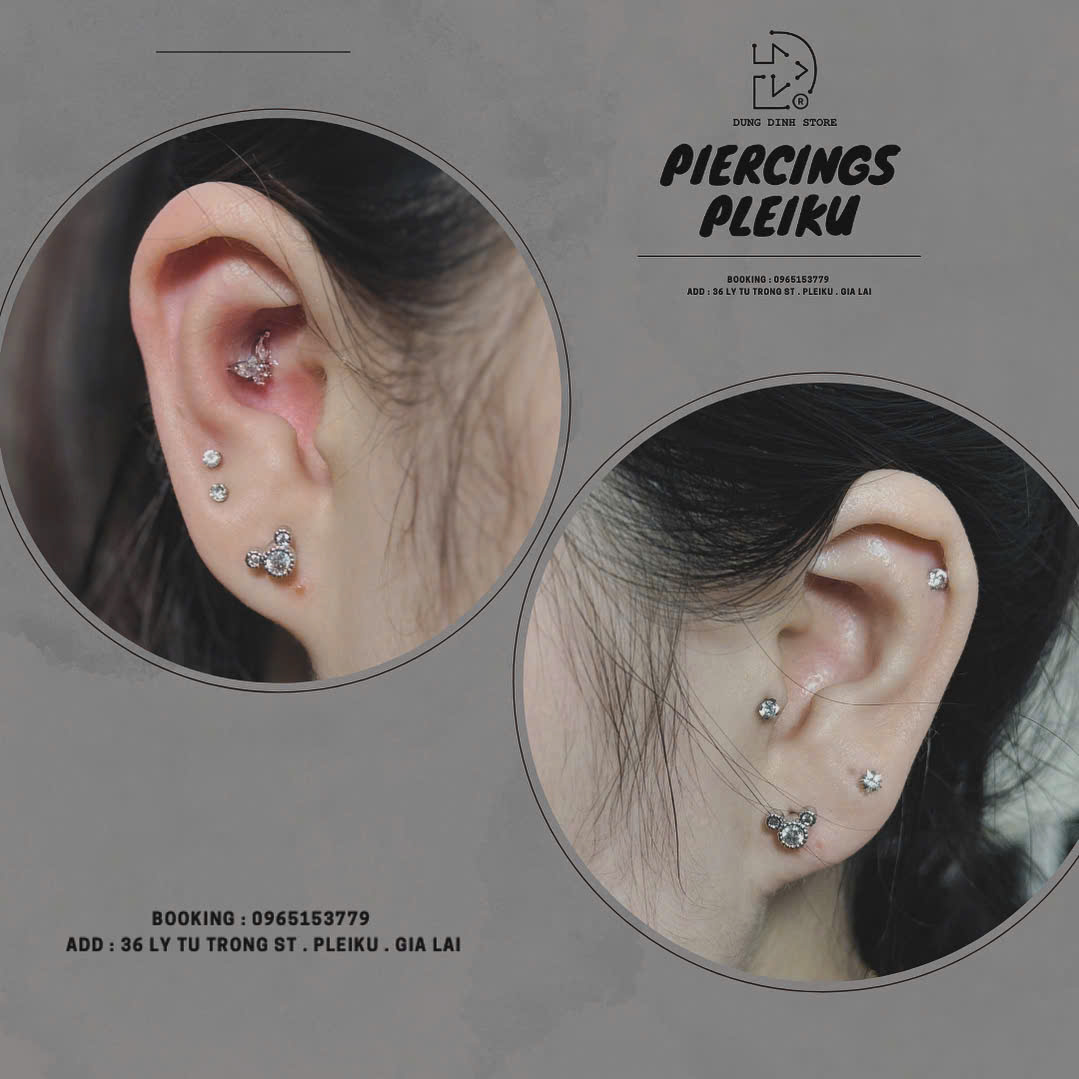 DUNG DINH STORE
PIERCINGS
PLEIKU
BOOKING : 0965153779
ADD : 36 LY TU TRONG ST . PLEIKU . GIA LAI
BOOKING : 0965153779
ADD : 36 LY TU TRONG ST . PLEIKU . GIA LAI